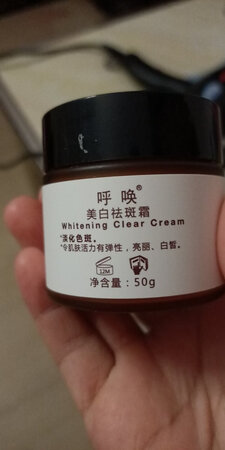 呼唤®
美白祛斑霜
Whitening Clear Cream
*淡化色斑。
*令肌肤活力有弹性，亮丽、白皙。
12M
净含量：50g